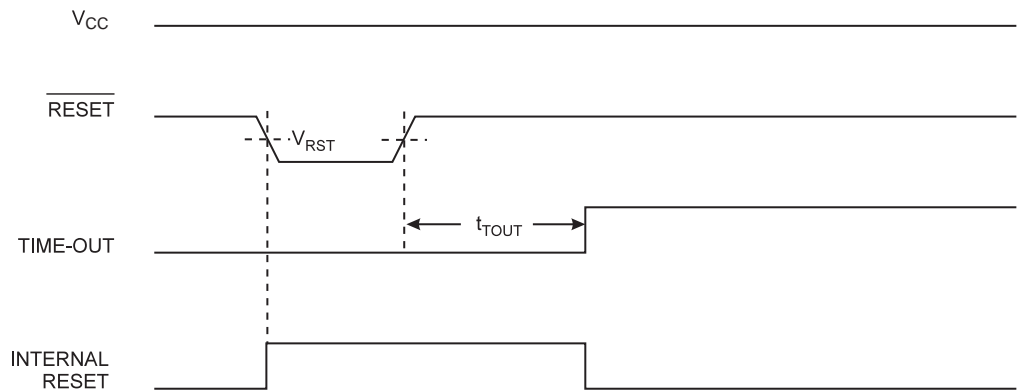 VCC
RESET
VRST
tTOUT
TIME-OUT
INTERNAL
RESET